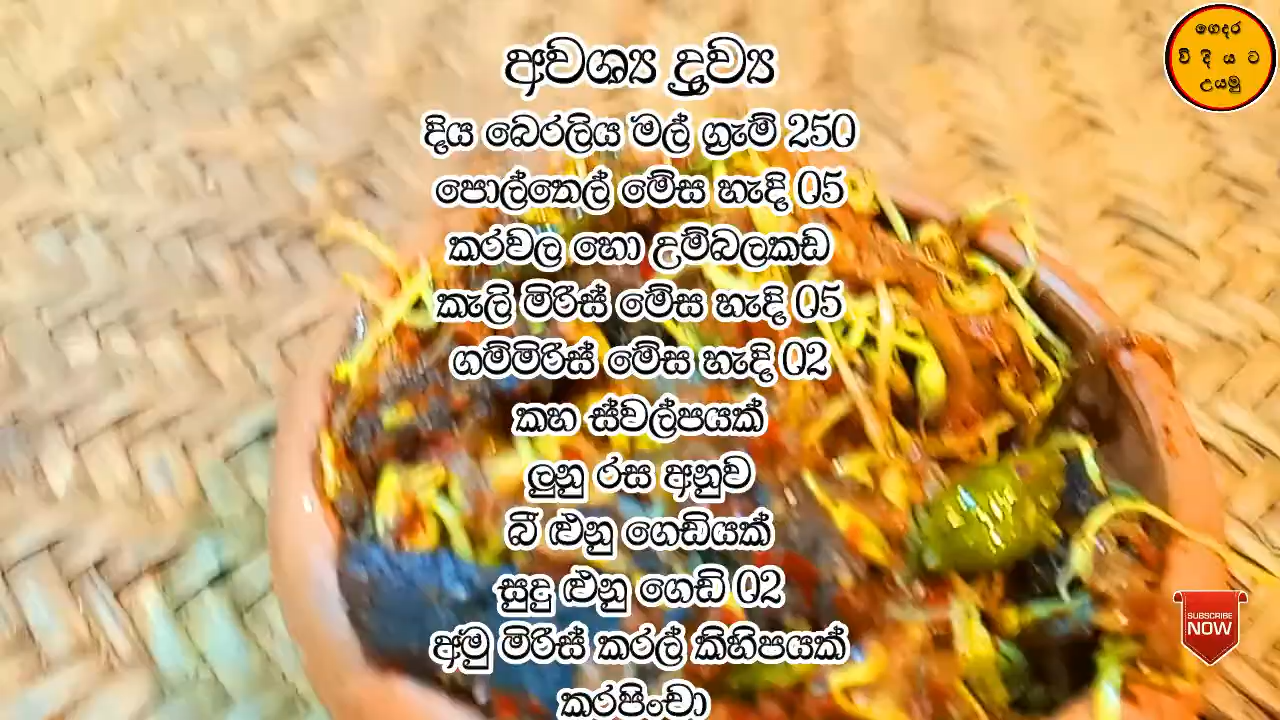 අවශ්‍ය ද්‍රව්‍ය
දිය බෙරලිය මල් ග්‍රෑම් 250
පොල්තෙල් මේස හැදි 05
කරවල හො උම්බලකඩ
කැලි මිරිස් මේස හැදි 05
ගම්මිරිස් මේස හැදි 02
කහ ස්වල්පයක්
ලුනු රස අනුව
බී ළුනු ගෙඩියක්
සුදු ළුනු ගෙඩි 02
අමු මිරිස් කරල් කිහිපයක්
කරපිංචා
ගෙදර
විදියට
උයමු
SUBSCRIBE
NOW